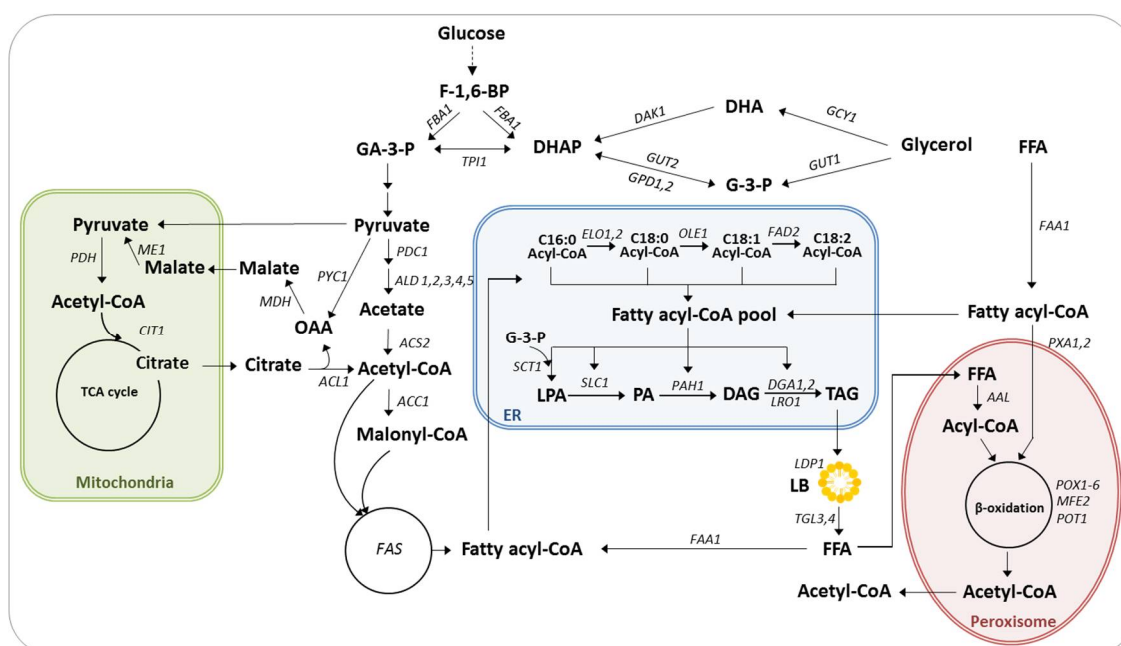 Glucose
F-1,6-BP
FBA1
FBA1
GA-3-P
TPI1
DHAP
DAK1
DHA
GCY1
Glycerol
GUT2
GPD1,2
G-3-P
GUT1
FFA
FAA1
Fatty acyl-CoA
PXA1,2
Pyruvate
Pyruvate
PDH
ME1
Malate
Malate
PYC1
PDC1
ALD 1,2,3,4,5
Acetyl-CoA
MDH
OAA
Acetate
CIT1
Citrate
Citrate
ACL1
ACS2
Acetyl-CoA
TCA cycle
ACC1
Malonyl-CoA
Mitochondria
FAS
Fatty acyl-CoA
C16:0
Acyl-CoA
ELO1,2
C18:0
Acyl-CoA
OLE1
C18:1
Acyl-CoA
FAD2
C18:2
Acyl-CoA
Fatty acyl-CoA pool
G-3-P
SCT1
LPA
SLC1
PA
PAH1
DAG
DGA1,2
LRO1
TAG
ER
LDP1
LB
TGL3,4
FFA
FAA1
FFA
AAL
Acyl-CoA
β-oxidation
POX1-6
MFE2
POT1
Acetyl-CoA
Acetyl-CoA
Peroxisome